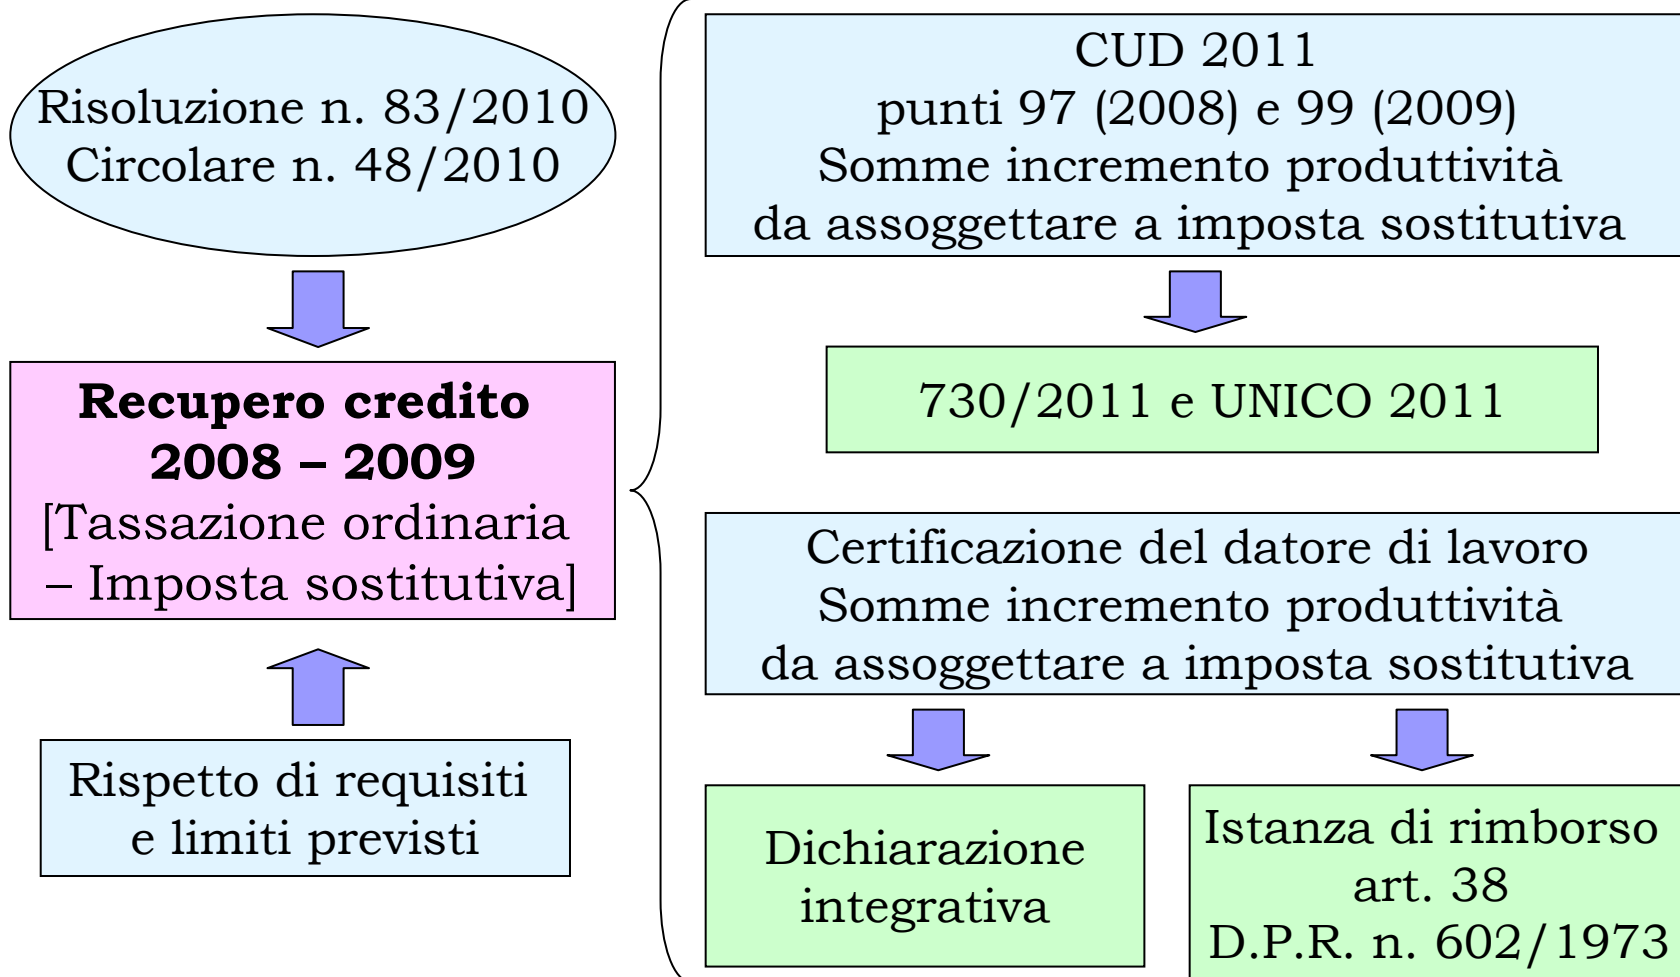 Risoluzione n. 83/2010
Circolare n. 48/2010
Recupero credito
2008 – 2009
[Tassazione ordinaria
– Imposta sostitutiva]
Rispetto di requisiti
e limiti previsti
CUD 2011
punti 97 (2008) e 99 (2009)
Somme incremento produttività
da assoggettare a imposta sostitutiva
730/2011 e UNICO 2011
Certificazione del datore di lavoro
Somme incremento produttività
da assoggettare a imposta sostitutiva
Dichiarazione
integrativa
Istanza di rimborso
art. 38
D.P.R. n. 602/1973